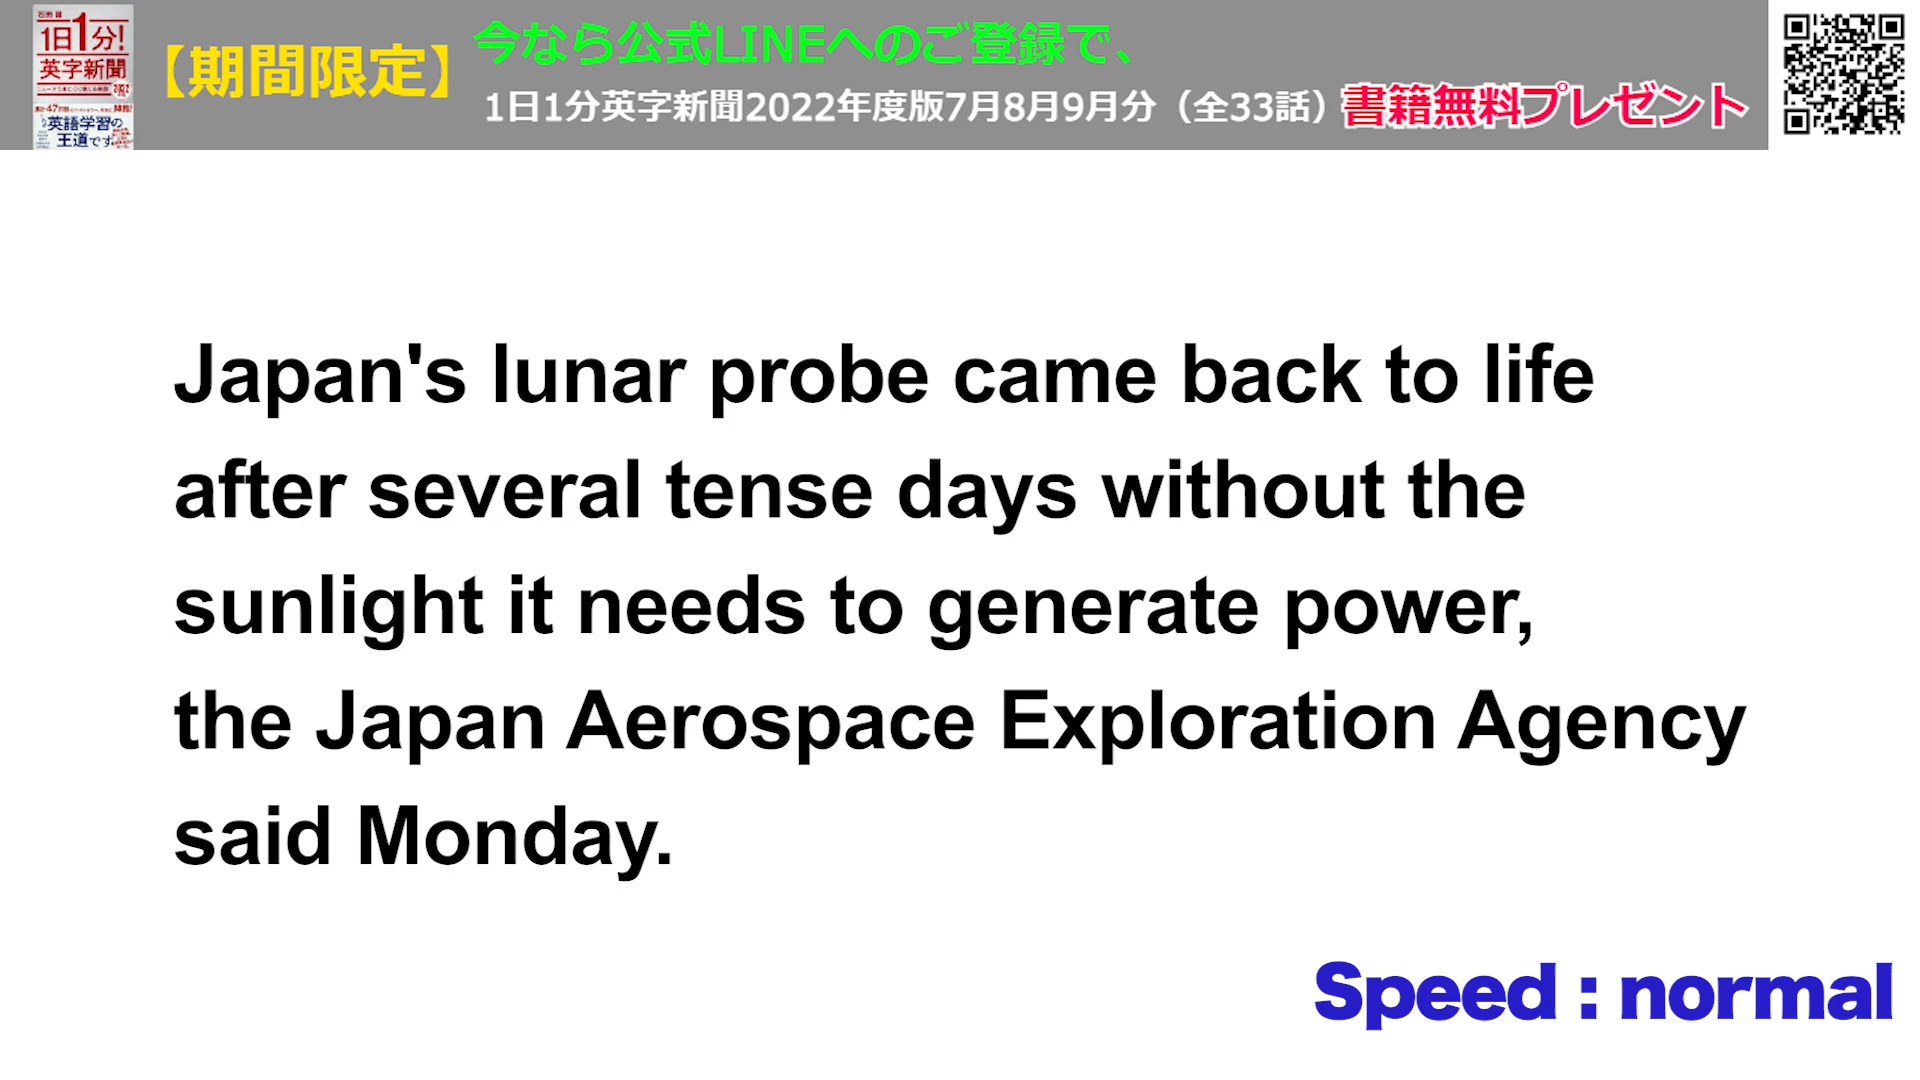 石田 健
1日1分!
英字新聞
英語学習の
王道です。
【期間限定】
今なら公式LINEへのご登録で、
1日1分英字新聞2022年度版7月8月9月分（全33話）書籍無料プレゼント
Japan's lunar probe came back to life
after several tense days without the
sunlight it needs to generate power,
the Japan Aerospace Exploration Agency
said Monday.
Speed : normal